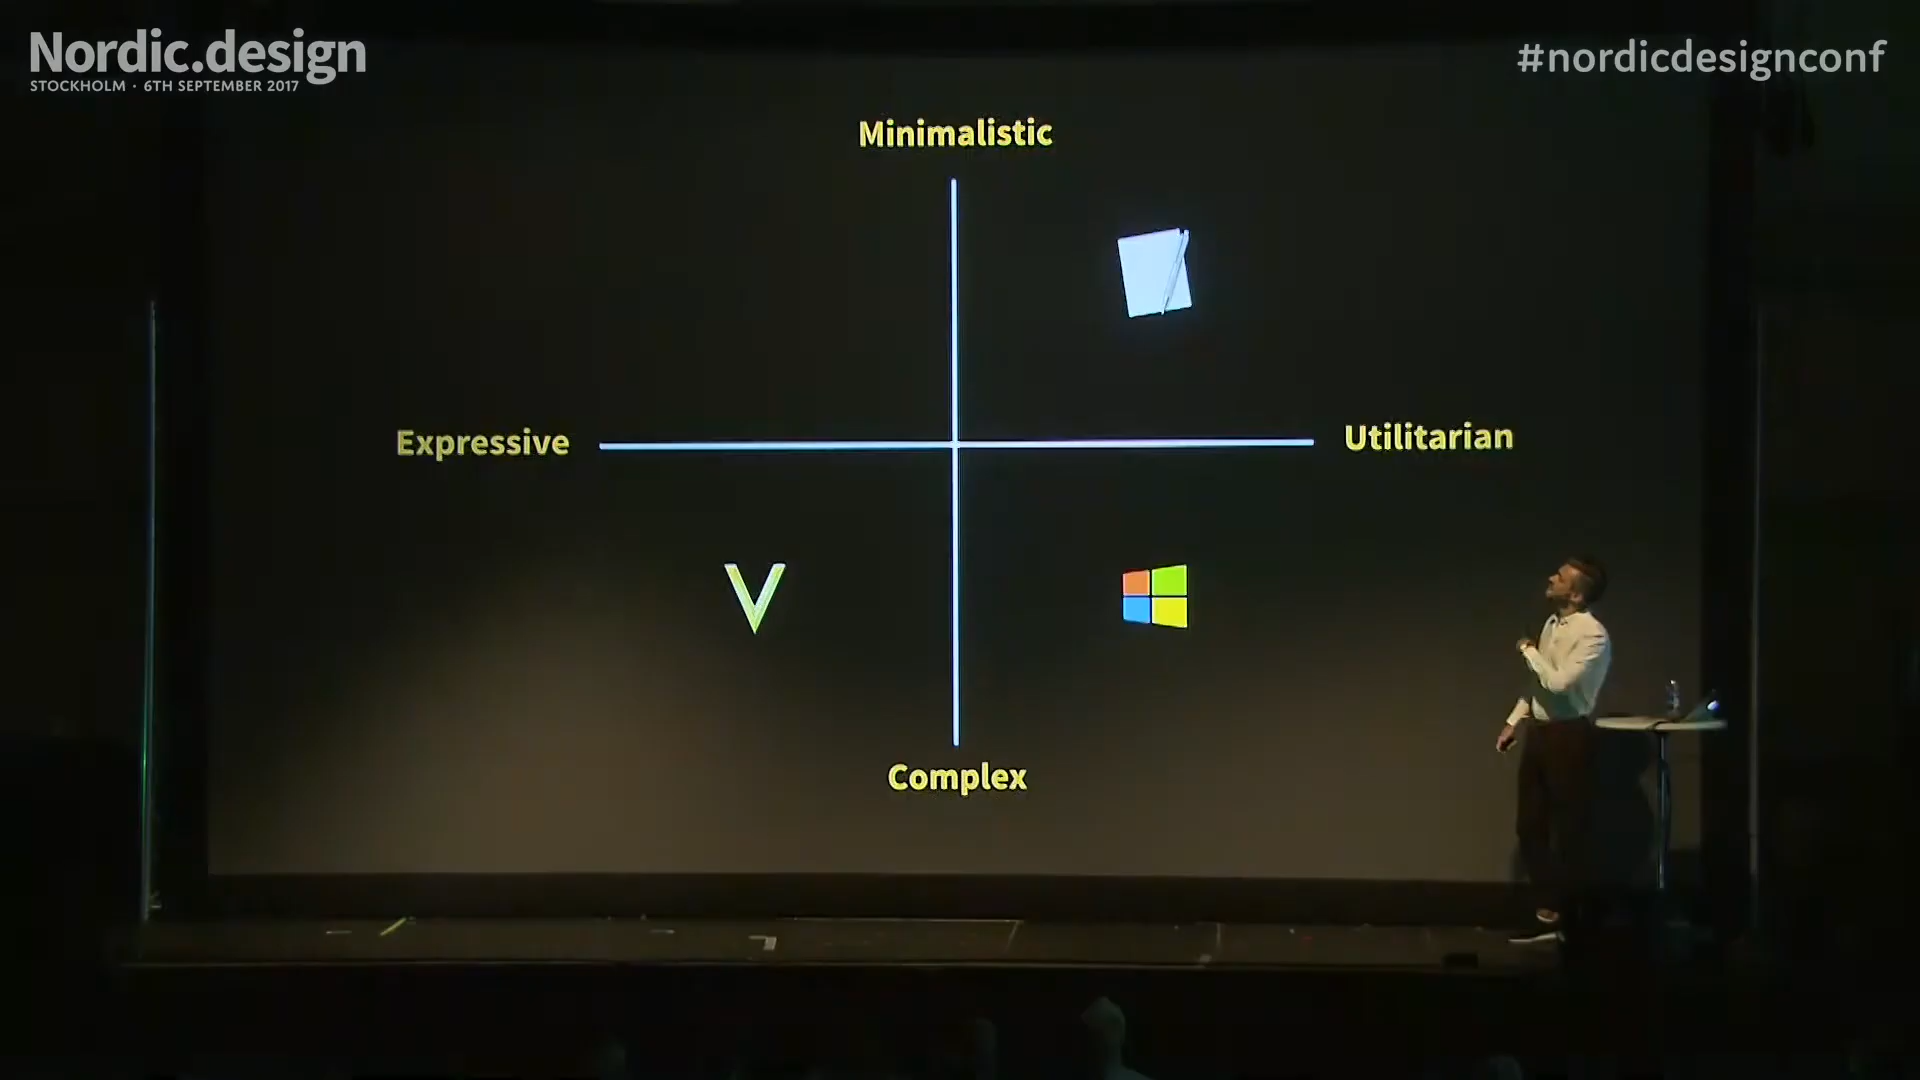 Nordic.design
STOCKHOLM · 6TH SEPTEMBER 2017
#nordicdesignconf
Minimalistic
Expressive
Utilitarian
V
Complex